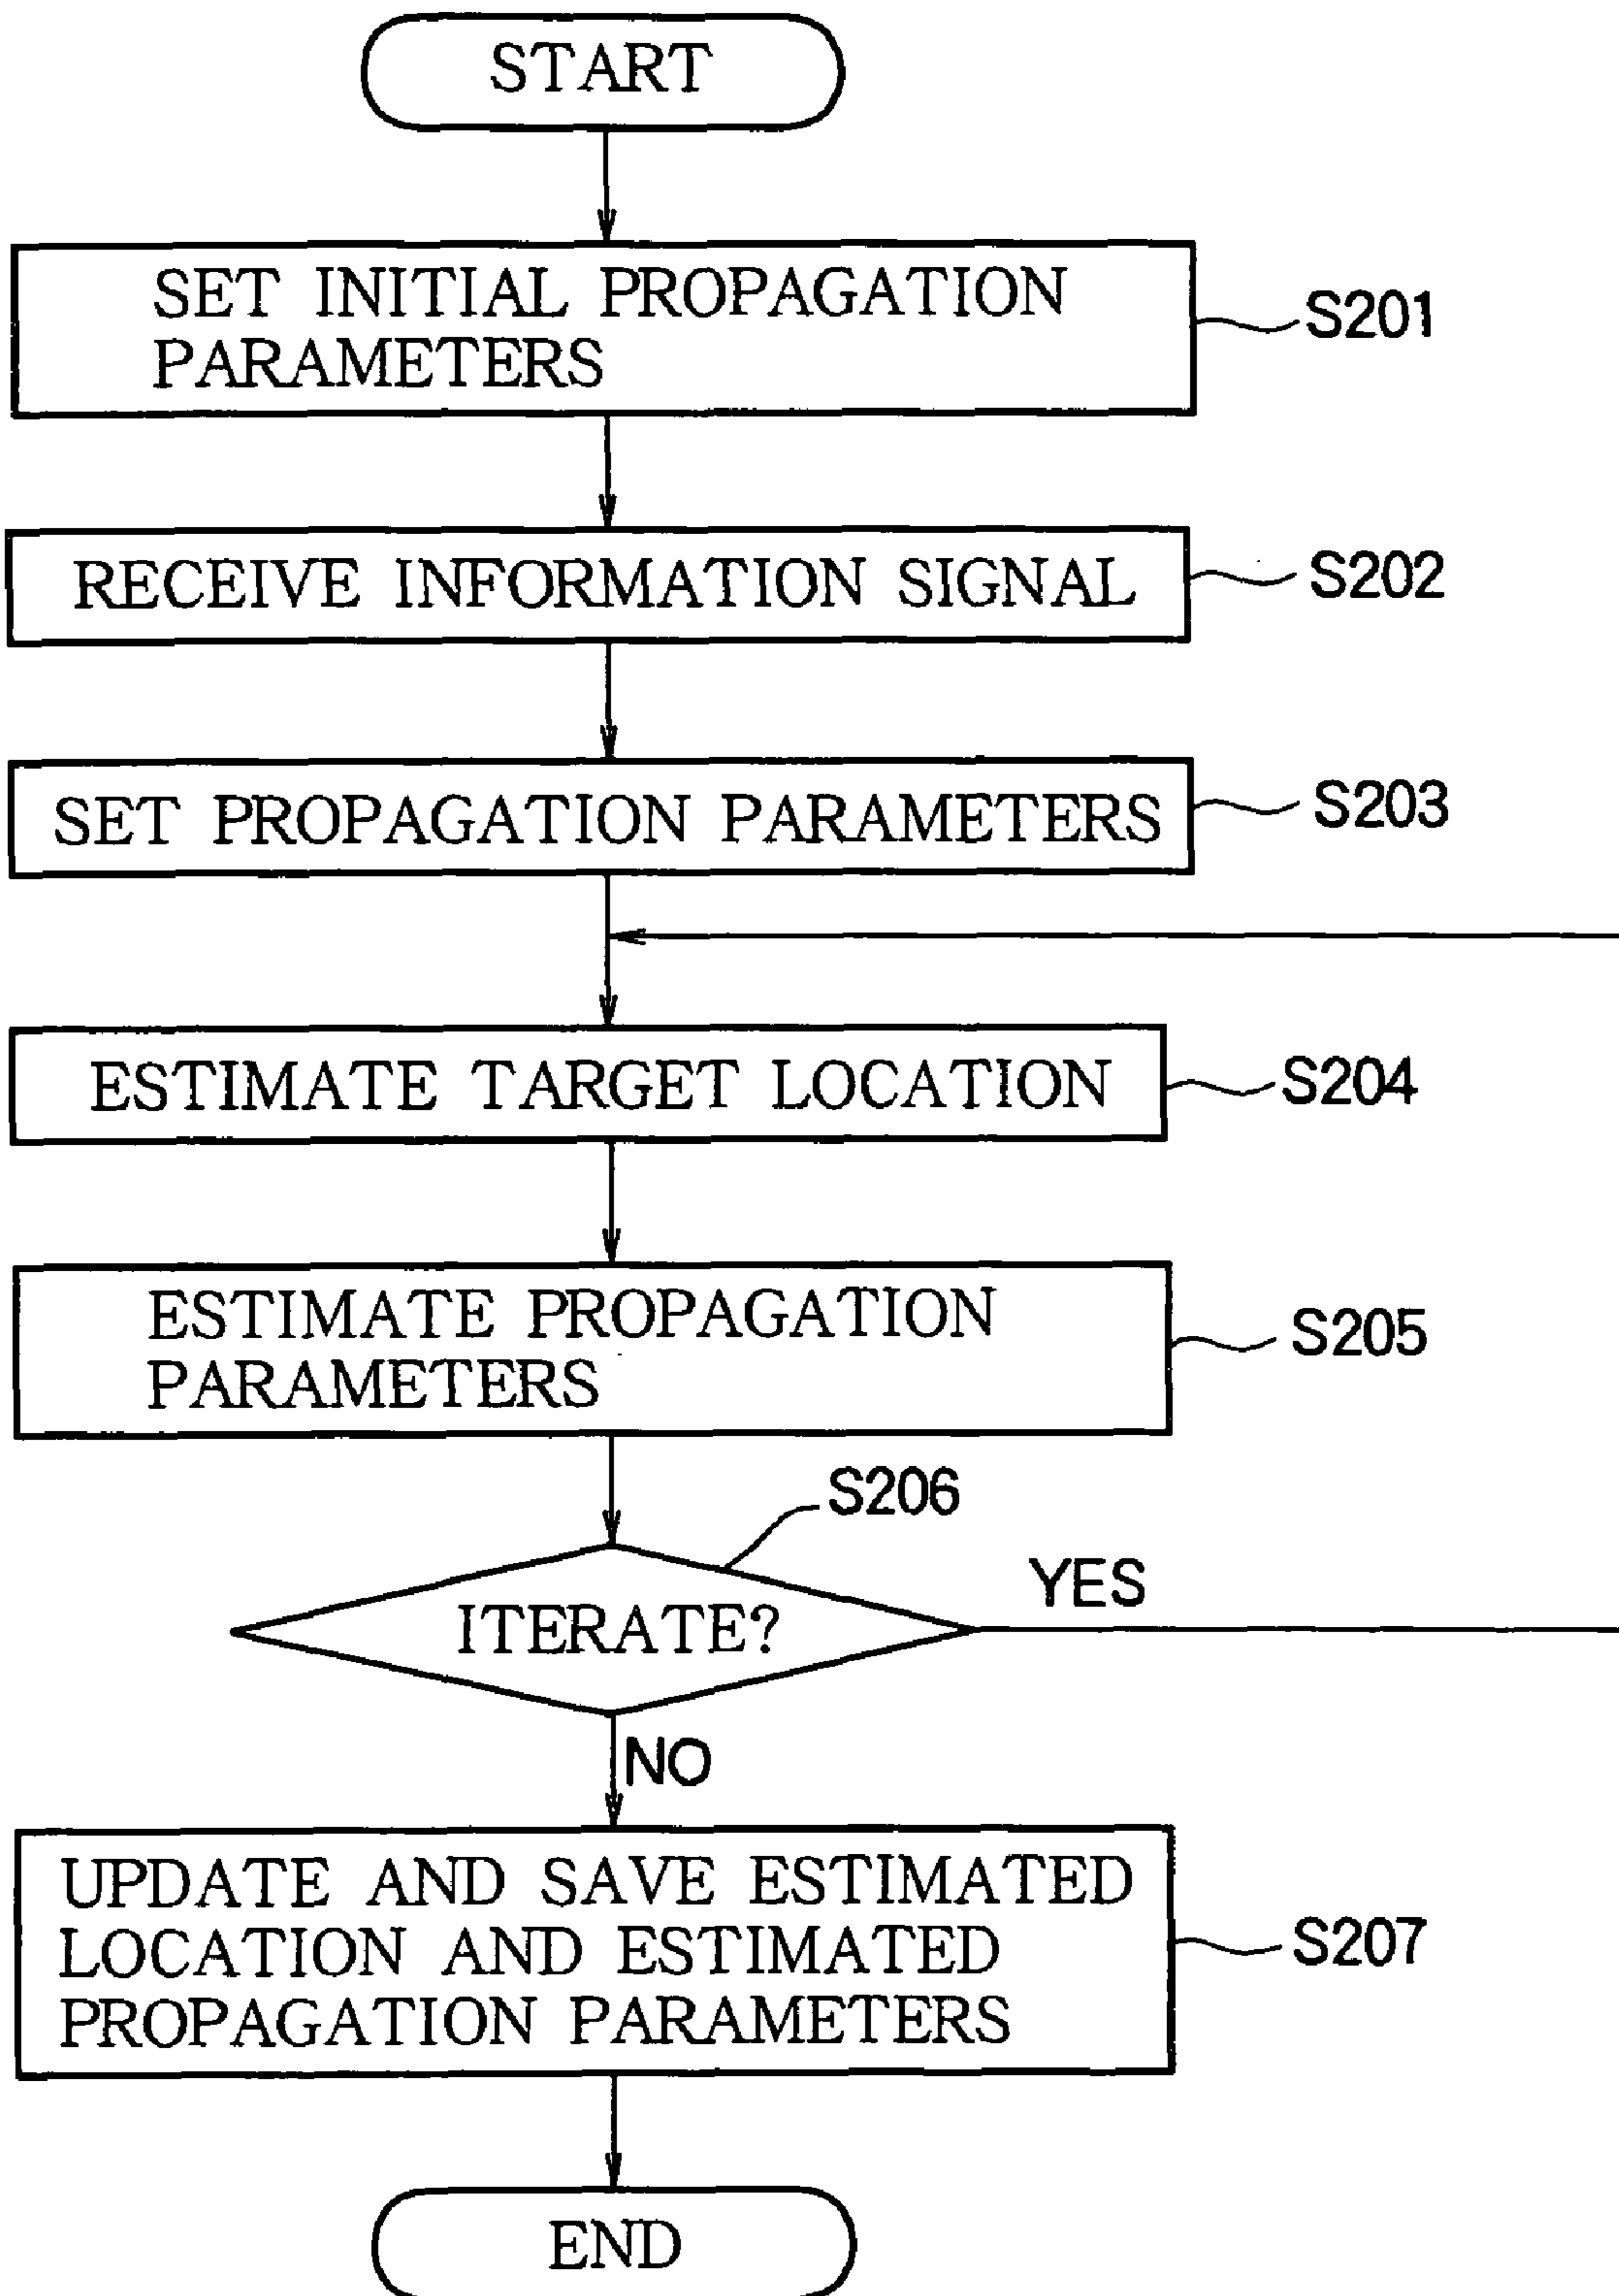 START
SET INITIAL PROPAGATION
PARAMETERS
S201
RECEIVE INFORMATION SIGNAL
S202
SET PROPAGATION PARAMETERS
S203
ESTIMATE TARGET LOCATION
S204
ESTIMATE PROPAGATION
PARAMETERS
S205
S206
ITERATE?
YES
NO
UPDATE AND SAVE ESTIMATED
LOCATION AND ESTIMATED
PROPAGATION PARAMETERS
S207
END